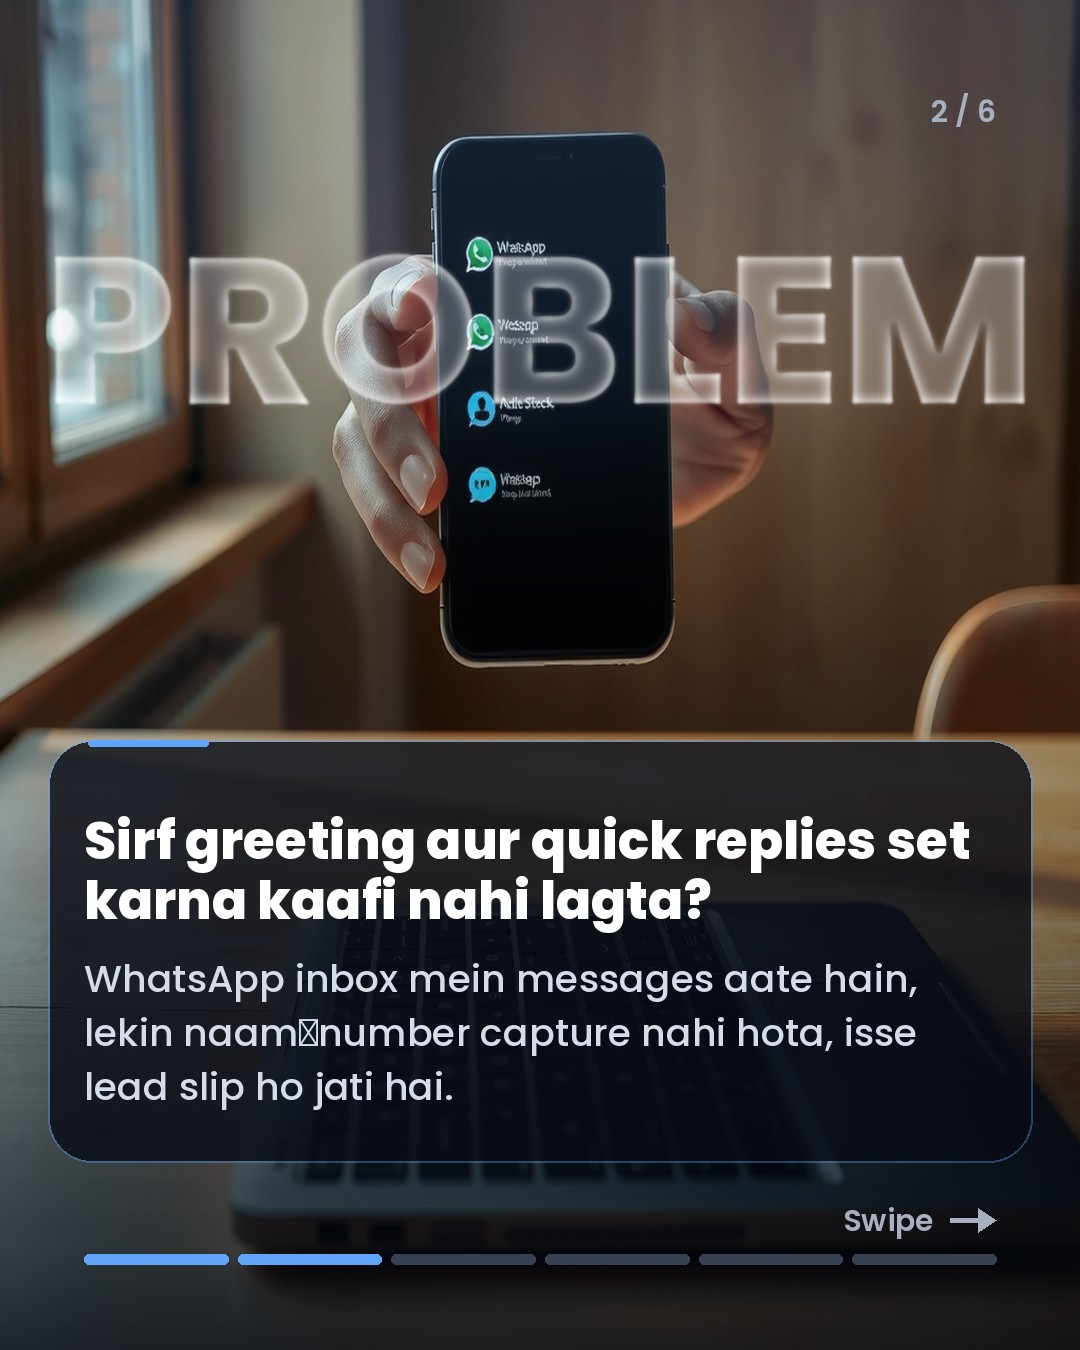 2 / 6
WhatsApp
PROBLEM
Sirf greeting aur quick replies set
karna kaafi nahi lagta?
WhatsApp inbox mein messages aate hain,
lekin naam□number capture nahi hota, isse
lead slip ho jati hai.
Swipe →